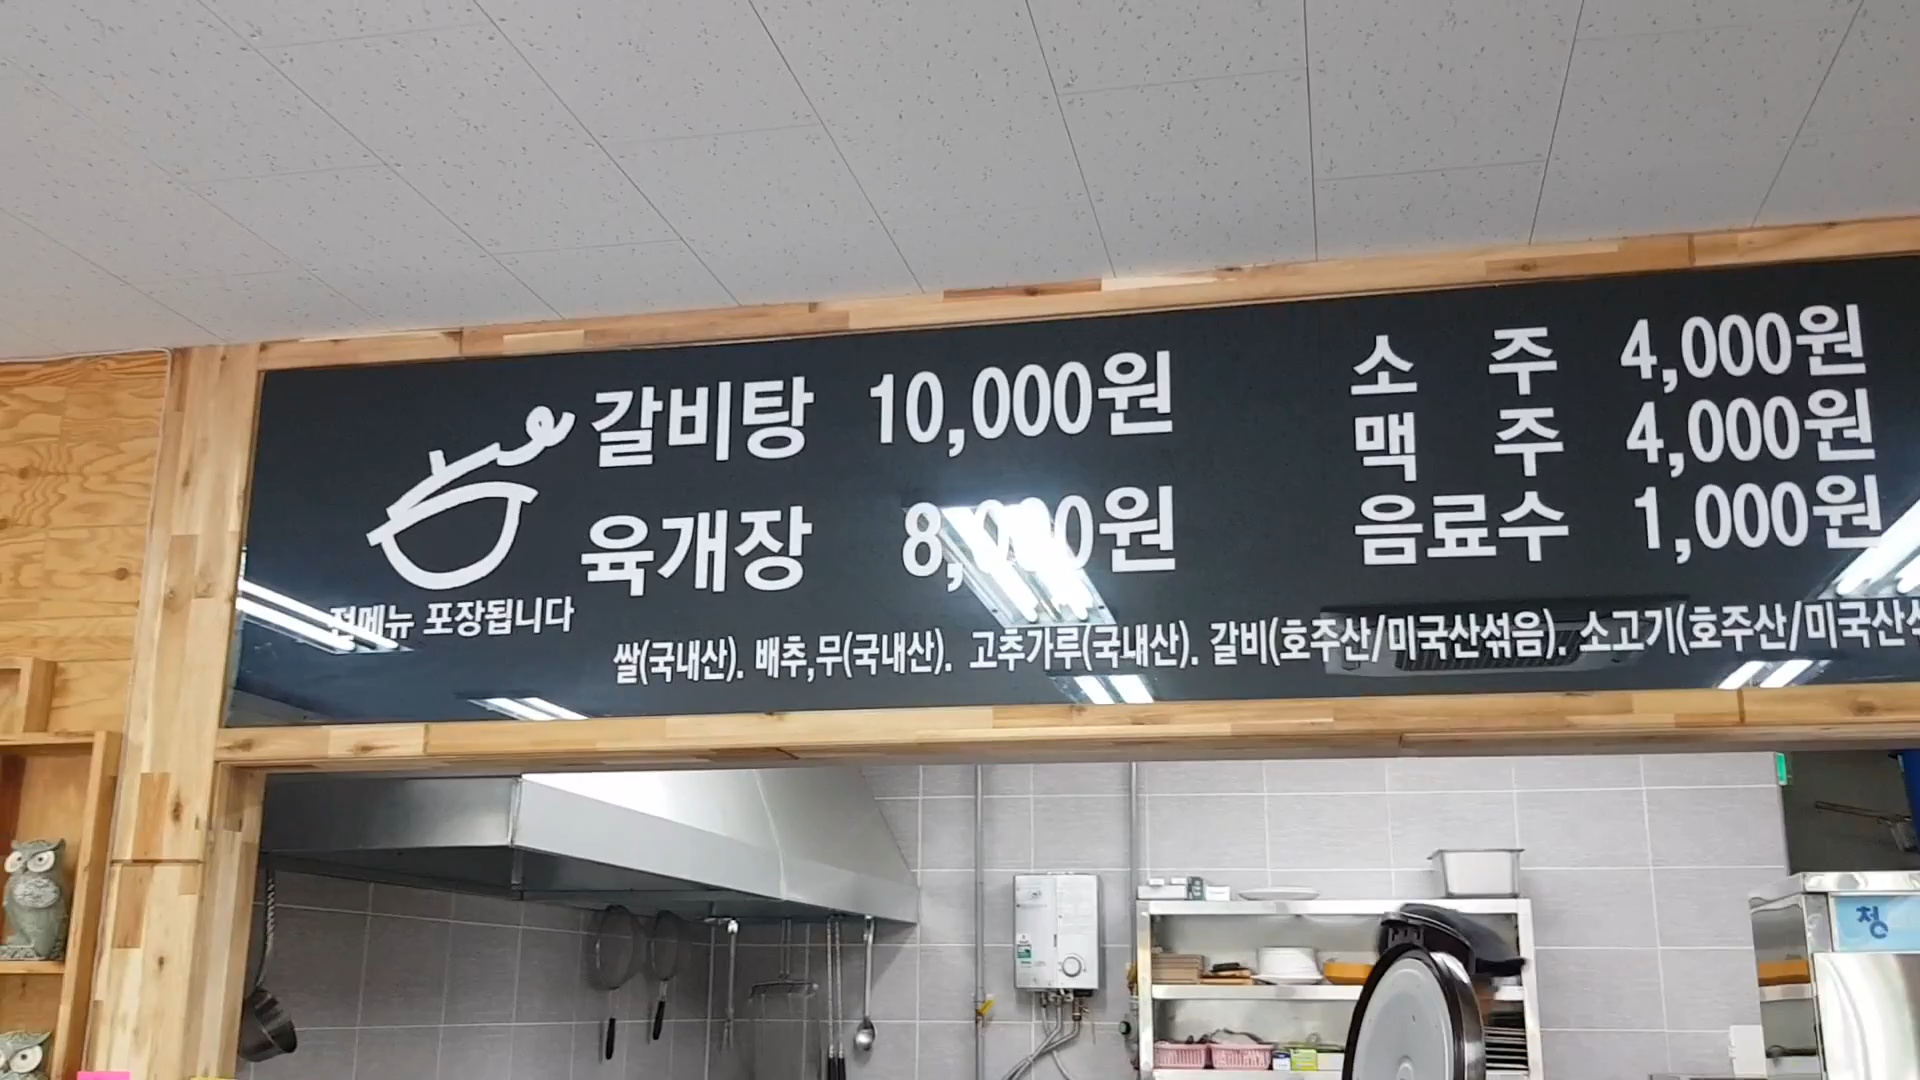 갈비탕 10,000원
육개장 8,000원
전메뉴 포장됩니다
소 주 4,000원
맥 주 4,000원
음료수 1,000원
쌀(국내산). 배추,무(국내산). 고추가루(국내산). 갈비(호주산/미국산섞음). 소고기(호주산/미국산
청